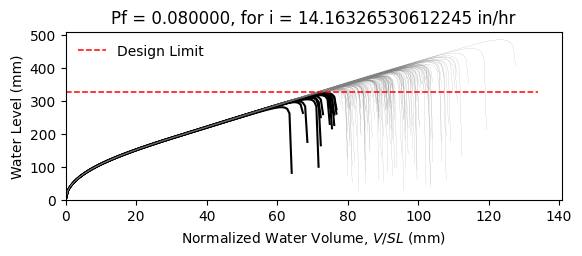 Pf = 0.080000, for i = 14.16326530612245 in/hr
Design Limit
Water Level (mm)
500
400
300
200
100
0
0 20 40 60 80 100 120 140
Normalized Water Volume, V/SL (mm)